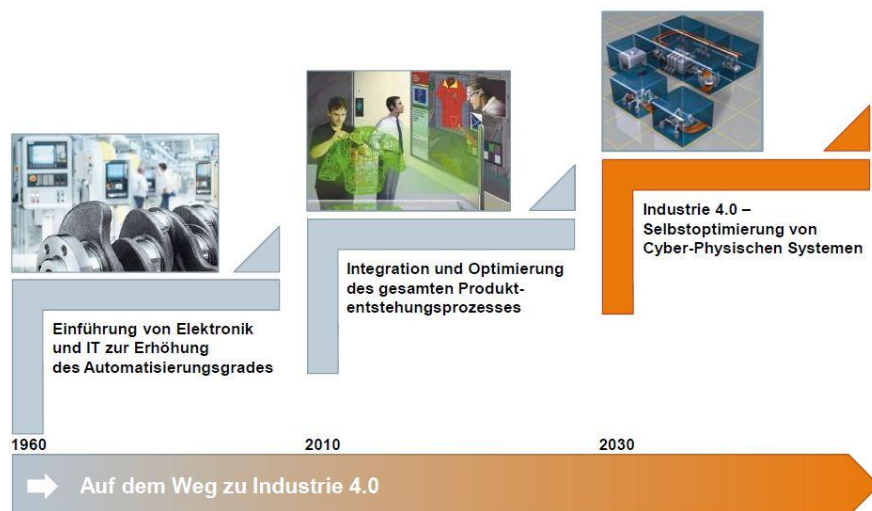 Einführung von Elektronik
und IT zur Erhöhung
des Automatisierungsgrades
Integration und Optimierung
des gesamten Produkt-
entstehungsprozesses
Industrie 4.0 –
Selbstoptimierung von
Cyber-Physischen Systemen
1960
2010
2030
Auf dem Weg zu Industrie 4.0